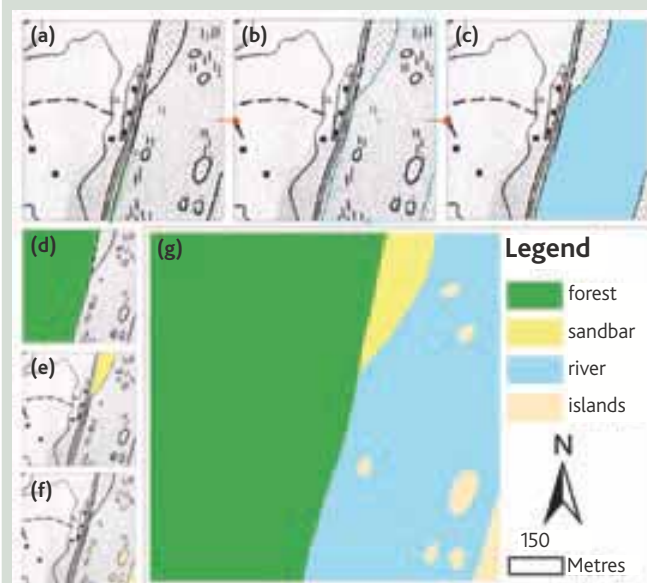 (a)
(b)
(c)
(d)
(e)
(f)
(g)
Legend
forest
sandbar
river
islands
N
150
Metres